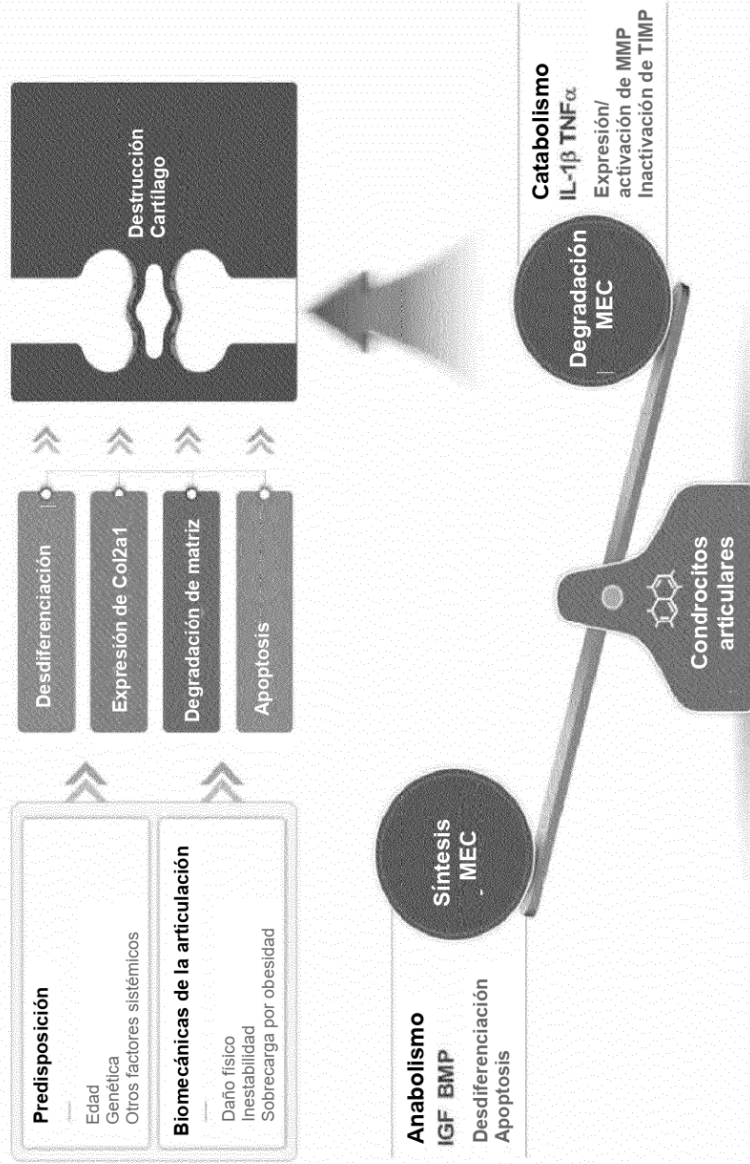 Predisposición
Edad
Genética
Otros factores sistémicos
Biomecánicas de la articulación
Daño físico
Inestabilidad
Sobrecarga por obesidad
Desdiferenciación
Expresión de Col2a1
Degradación de matriz
Apoptosis
Destrucción
Cartílago
Anabolismo
IGF BMP
Desdiferenciación
Apoptosis
Síntesis
MEC
Condrocitos
articulares
Degradación
MEC
Catabolismo
IL-1β TNFα
Expresión/
activación de MMP
Inactivación de TIMP